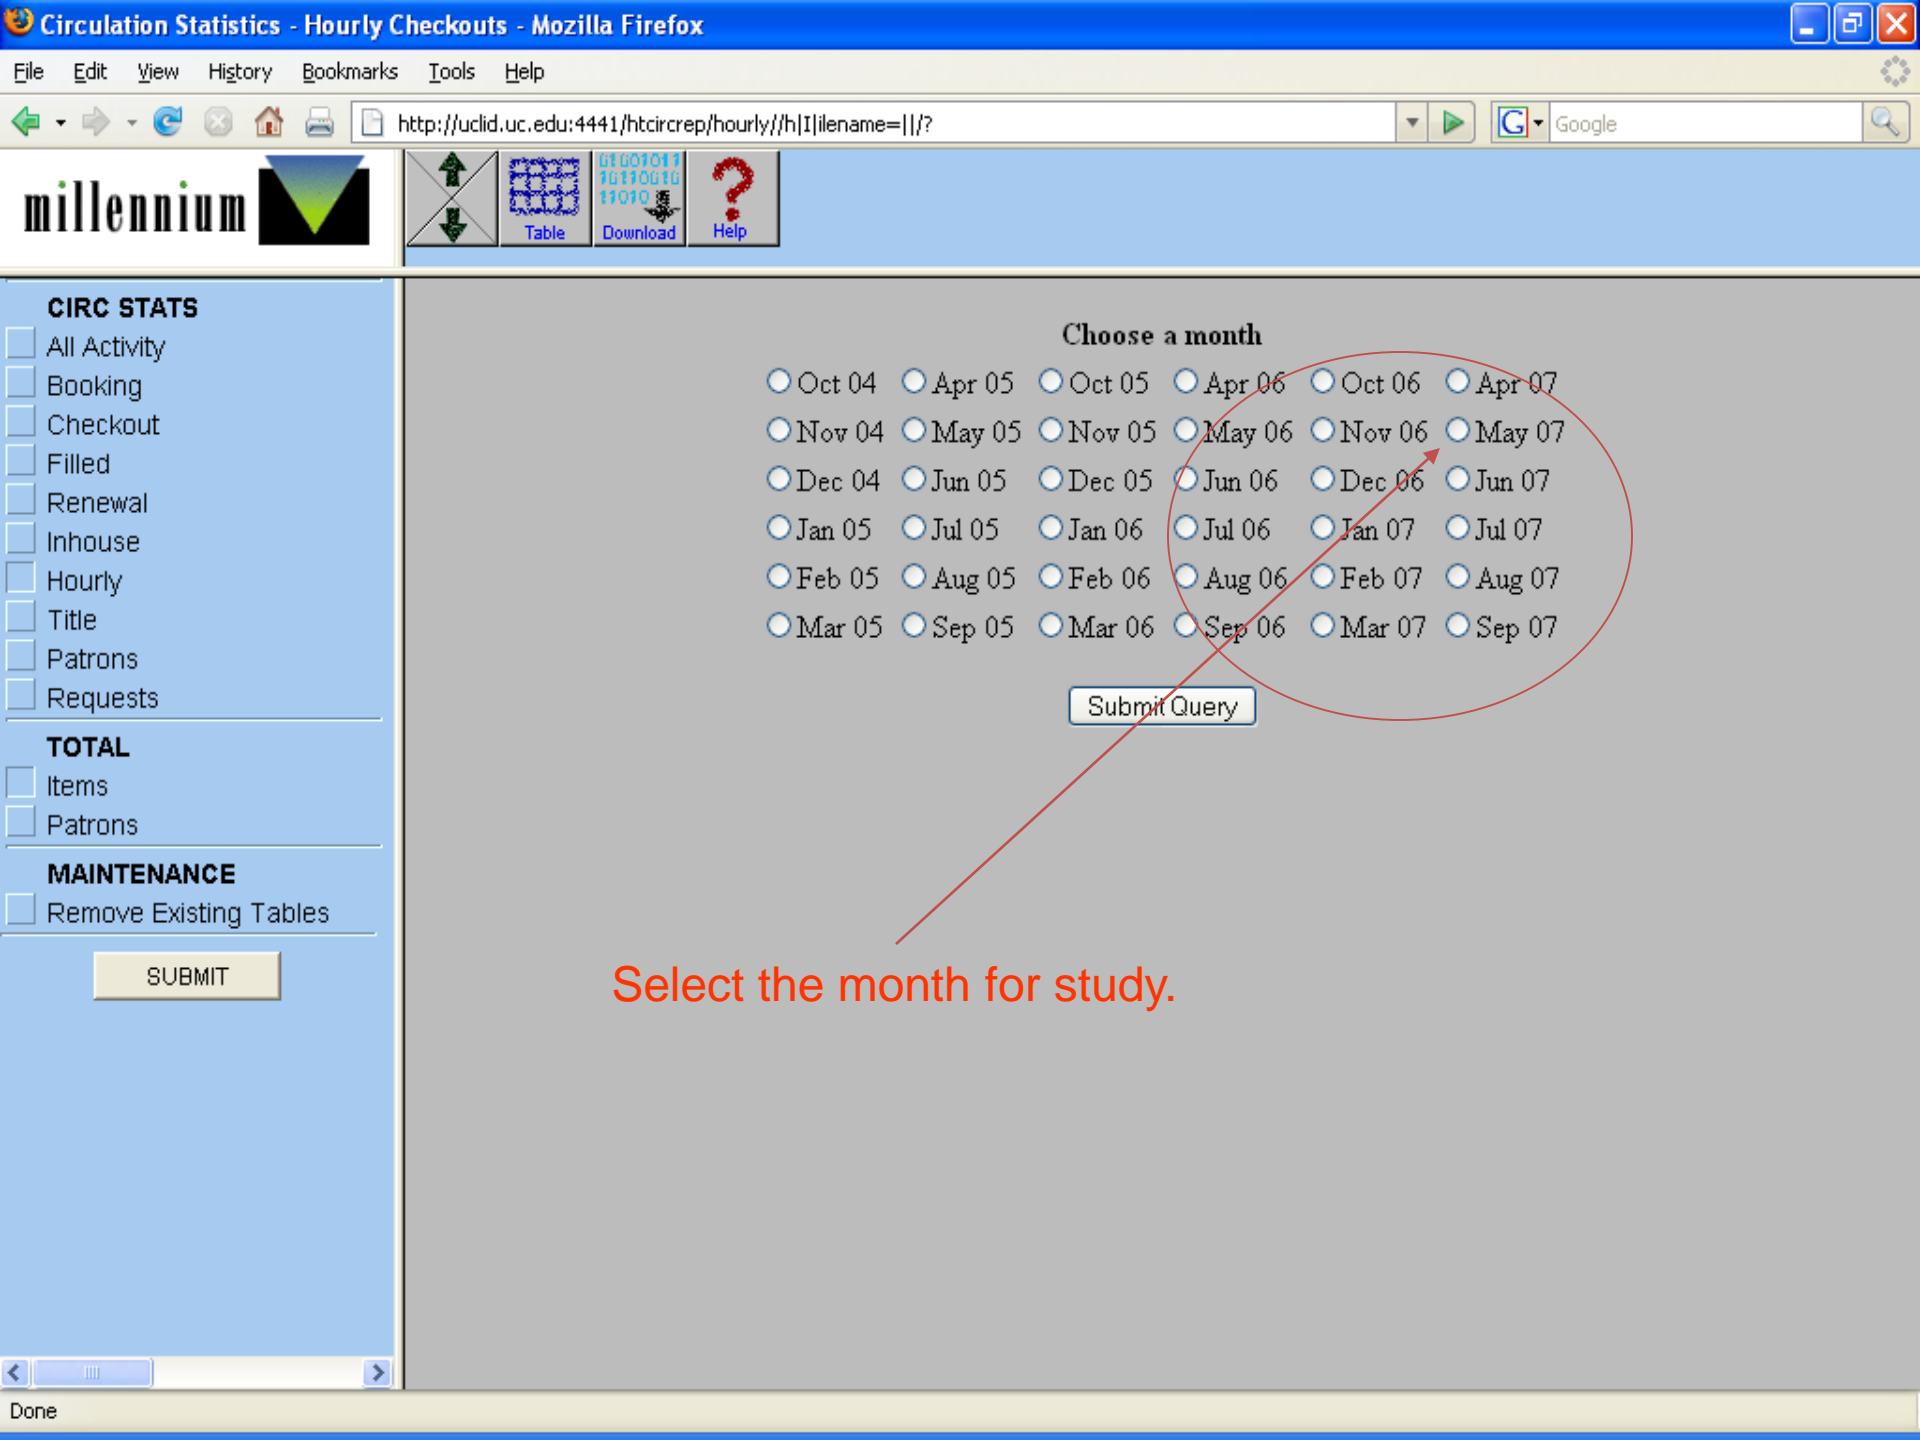 Circulation Statistics - Hourly Checkouts - Mozilla Firefox
File Edit View History Bookmarks Tools Help
http://uclid.uc.edu:4441/htcircrep/hourly//h|I|ilename=||/?
G Google
millennium
01001011
10110010
11010
Table Download Help
CIRC STATS
All Activity
Booking
Checkout
Filled
Renewal
Inhouse
Hourly
Title
Patrons
Requests
TOTAL
Items
Patrons
MAINTENANCE
Remove Existing Tables
SUBMIT
Choose a month
Oct 04 Apr 05 Oct 05 Apr 06 Oct 06 Apr 07
Nov 04 May 05 Nov 05 May 06 Nov 06 May 07
Dec 04 Jun 05 Dec 05 Jun 06 Dec 06 Jun 07
Jan 05 Jul 05 Jan 06 Jul 06 Jan 07 Jul 07
Feb 05 Aug 05 Feb 06 Aug 06 Feb 07 Aug 07
Mar 05 Sep 05 Mar 06 Sep 06 Mar 07 Sep 07
Submit Query
Select the month for study.
Done